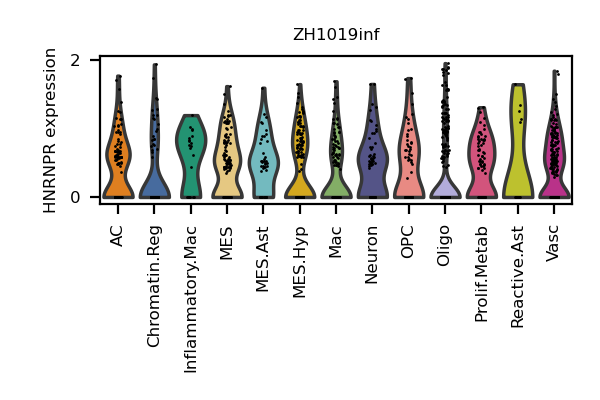 ZH1019inf
HNRNPR expression
2
0
AC
Chromatin.Reg
Inflammatory.Mac
MES
MES.Ast
MES.Hyp
Mac
Neuron
OPC
Oligo
Prolif.Metab
Reactive.Ast
Vasc